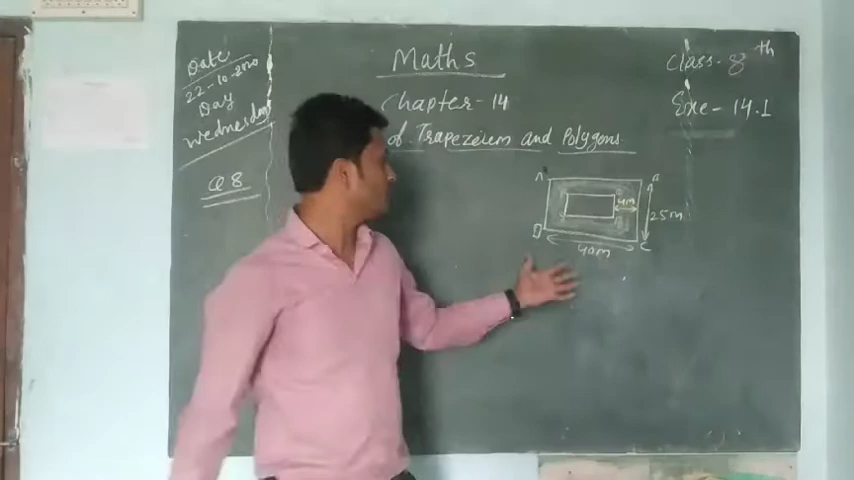 Date
22-10-2020
Day
Wednesday
Maths
Class-8th
Chapter-14
Exe-14.1
of Trapezeium and Polygons
Q8
A
B
4m
25m
D
C
40m